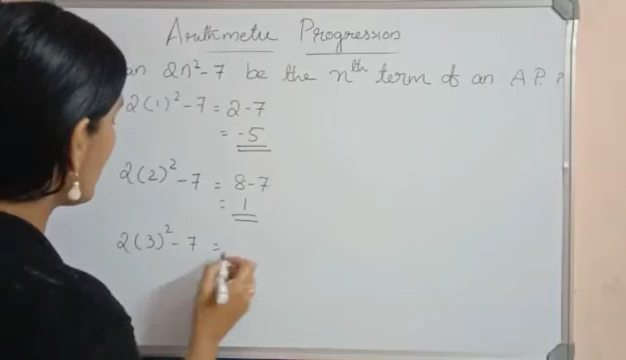 Arithmetic Progression
an 2n²-7 be the nᵗʰ term of an A.P?
2(1)²-7 = 2-7
= -5
2(2)²-7 = 8-7
= 1
2(3)²-7 =